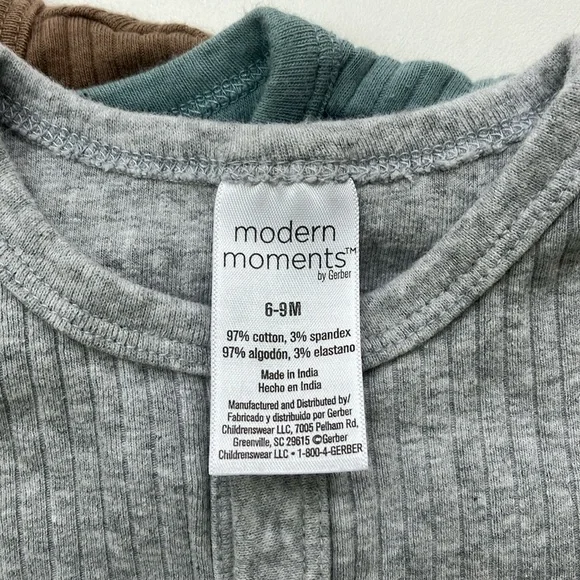 modern
moments™
by Gerber
6-9M
97% cotton, 3% spandex
97% algodón, 3% elastano
Made in India
Hecho en India
Manufactured and Distributed by/
Fabricado y distribuido por Gerber
Childrenswear LLC, 7005 Pelham Rd.
Greenville, SC 29615 ©Gerber
Childrenswear LLC • 1-800-4-GERBER